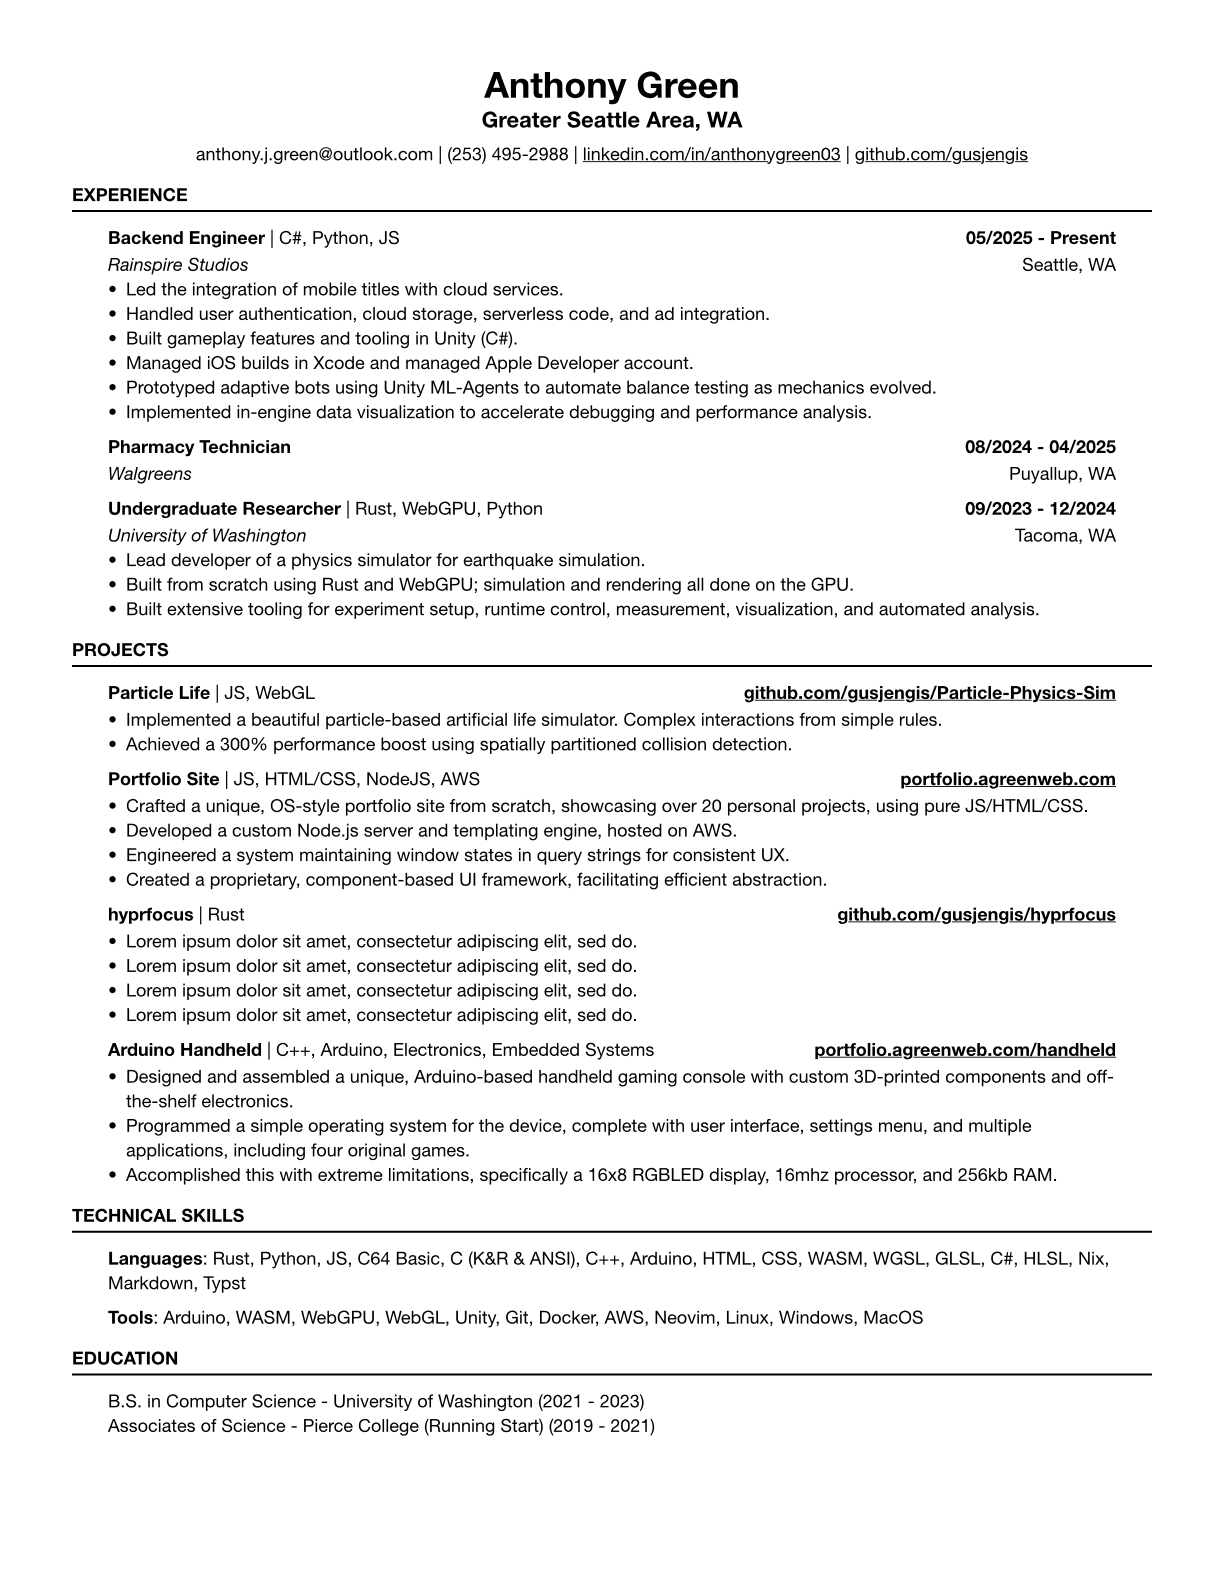 Anthony Green
Greater Seattle Area, WA
anthony.j.green@outlook.com | (253) 495-2988 | linkedin.com/in/anthonygreen03 | github.com/gusjengis
EXPERIENCE
Backend Engineer | C#, Python, JS 05/2025 - Present
Rainspire Studios Seattle, WA
• Led the integration of mobile titles with cloud services.
• Handled user authentication, cloud storage, serverless code, and ad integration.
• Built gameplay features and tooling in Unity (C#).
• Managed iOS builds in Xcode and managed Apple Developer account.
• Prototyped adaptive bots using Unity ML-Agents to automate balance testing as mechanics evolved.
• Implemented in-engine data visualization to accelerate debugging and performance analysis.
Pharmacy Technician 08/2024 - 04/2025
Walgreens Puyallup, WA
Undergraduate Researcher | Rust, WebGPU, Python 09/2023 - 12/2024
University of Washington Tacoma, WA
• Lead developer of a physics simulator for earthquake simulation.
• Built from scratch using Rust and WebGPU; simulation and rendering all done on the GPU.
• Built extensive tooling for experiment setup, runtime control, measurement, visualization, and automated analysis.
PROJECTS
Particle Life | JS, WebGL github.com/gusjengis/Particle-Physics-Sim
• Implemented a beautiful particle-based artificial life simulator. Complex interactions from simple rules.
• Achieved a 300% performance boost using spatially partitioned collision detection.
Portfolio Site | JS, HTML/CSS, NodeJS, AWS portfolio.agreenweb.com
• Crafted a unique, OS-style portfolio site from scratch, showcasing over 20 personal projects, using pure JS/HTML/CSS.
• Developed a custom Node.js server and templating engine, hosted on AWS.
• Engineered a system maintaining window states in query strings for consistent UX.
• Created a proprietary, component-based UI framework, facilitating efficient abstraction.
hyprfocus | Rust github.com/gusjengis/hyprfocus
• Lorem ipsum dolor sit amet, consectetur adipiscing elit, sed do.
• Lorem ipsum dolor sit amet, consectetur adipiscing elit, sed do.
• Lorem ipsum dolor sit amet, consectetur adipiscing elit, sed do.
• Lorem ipsum dolor sit amet, consectetur adipiscing elit, sed do.
Arduino Handheld | C++, Arduino, Electronics, Embedded Systems portfolio.agreenweb.com/handheld
• Designed and assembled a unique, Arduino-based handheld gaming console with custom 3D-printed components and off-
the-shelf electronics.
• Programmed a simple operating system for the device, complete with user interface, settings menu, and multiple
applications, including four original games.
• Accomplished this with extreme limitations, specifically a 16x8 RGBLED display, 16mhz processor, and 256kb RAM.
TECHNICAL SKILLS
Languages: Rust, Python, JS, C64 Basic, C (K&R & ANSI), C++, Arduino, HTML, CSS, WASM, WGSL, GLSL, C#, HLSL, Nix,
Markdown, Typst
Tools: Arduino, WASM, WebGPU, WebGL, Unity, Git, Docker, AWS, Neovim, Linux, Windows, MacOS
EDUCATION
B.S. in Computer Science - University of Washington (2021 - 2023)
Associates of Science - Pierce College (Running Start) (2019 - 2021)